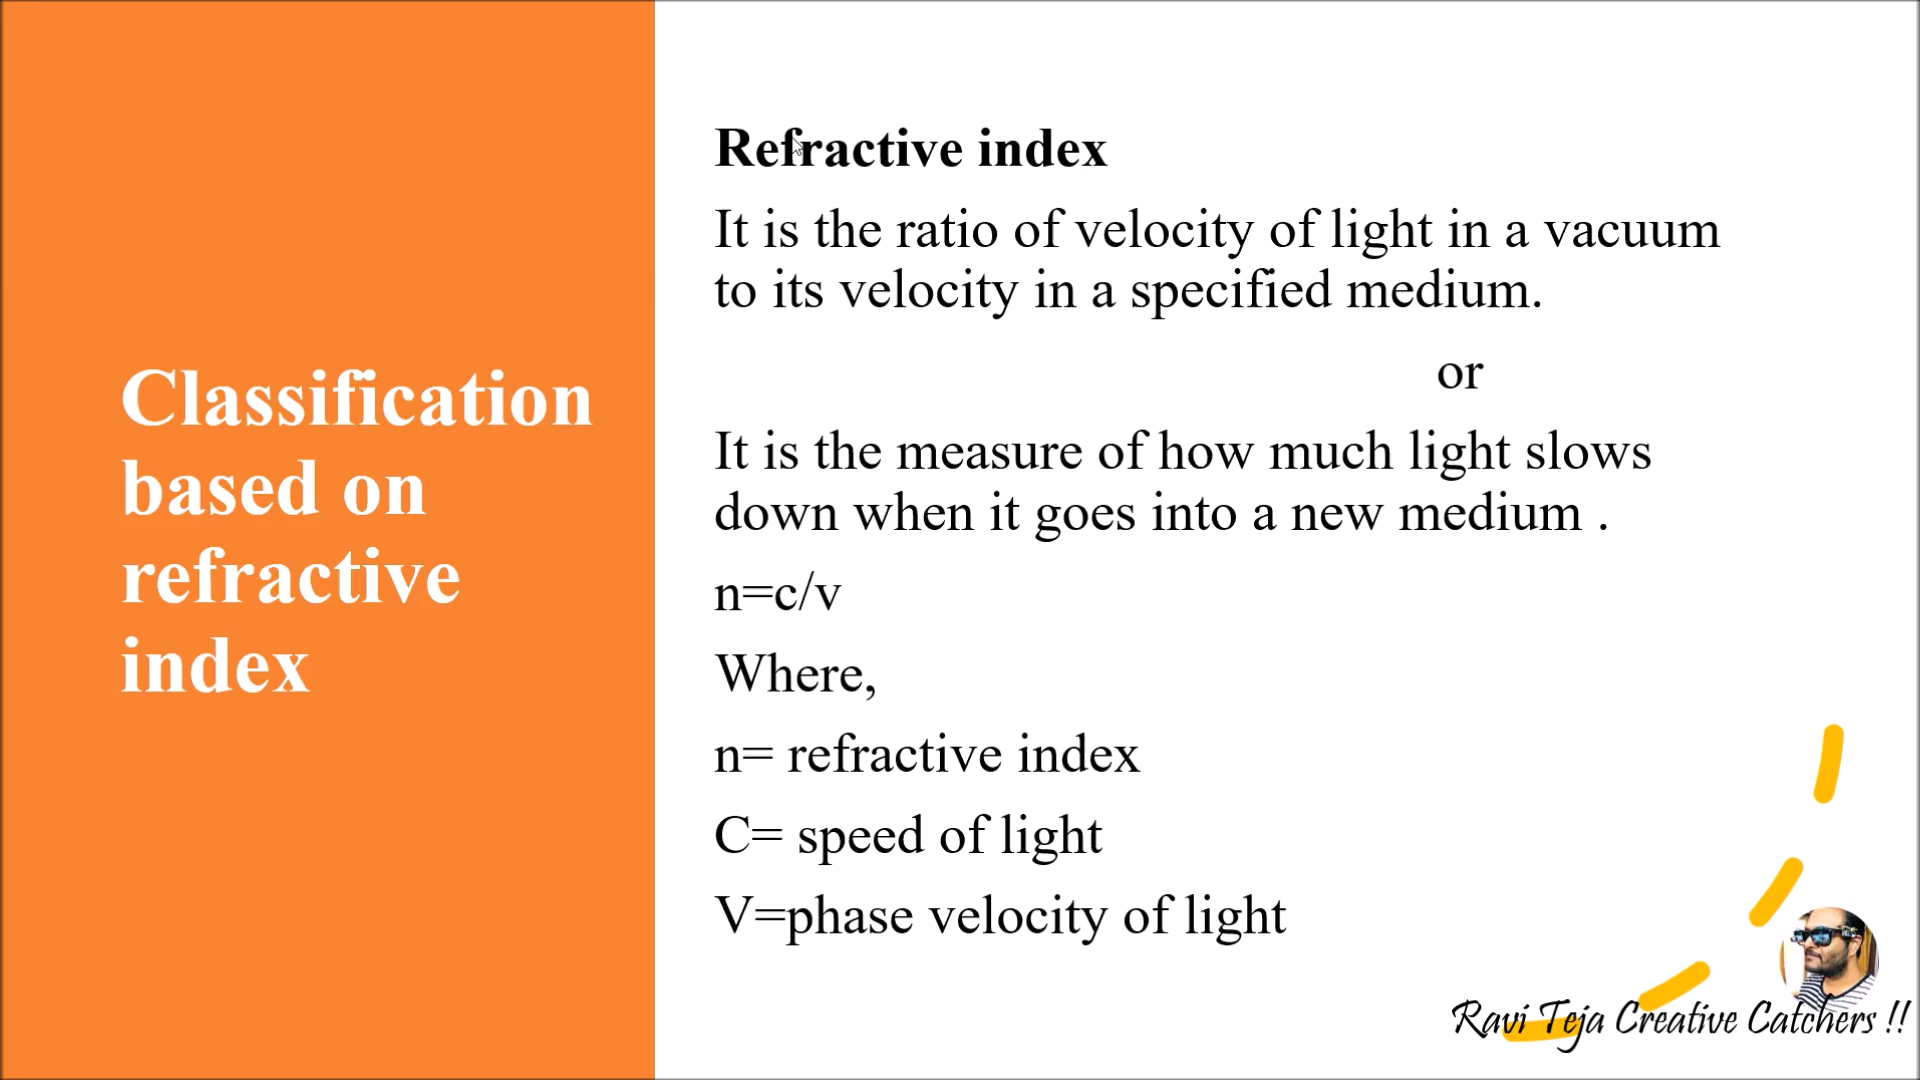 Classification
based on
refractive
index
Refractive index
It is the ratio of velocity of light in a vacuum
to its velocity in a specified medium.
or
It is the measure of how much light slows
down when it goes into a new medium .
n=c/v
Where,
n= refractive index
C= speed of light
V=phase velocity of light
Ravi Teja Creative Catchers !!